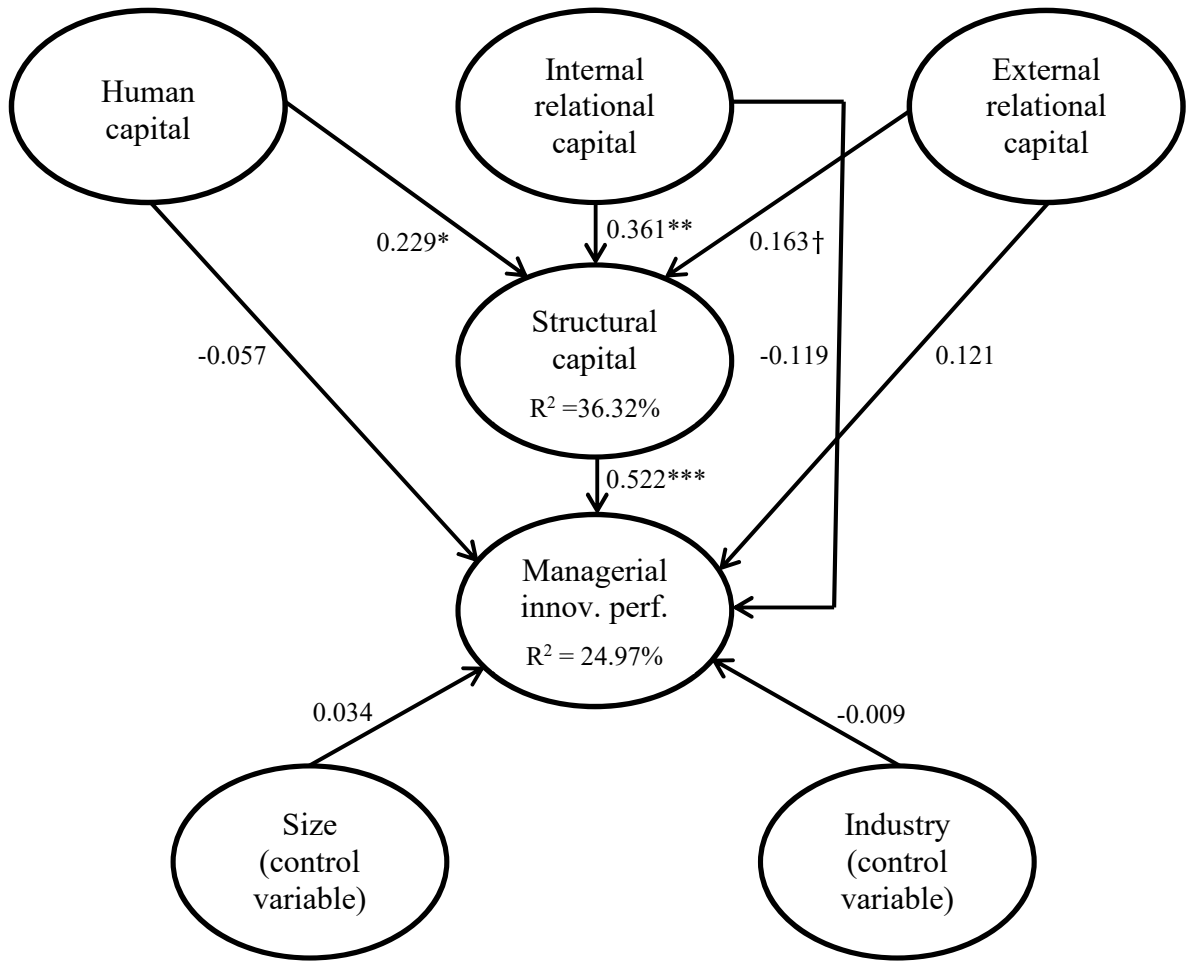 Human
capital
Internal
relational
capital
External
relational
capital
0.229*
0.361**
0.163†
Structural
capital
R² =36.32%
-0.057
-0.119
0.121
0.522***
Managerial
innov. perf.
R² = 24.97%
0.034
-0.009
Size
(control
variable)
Industry
(control
variable)